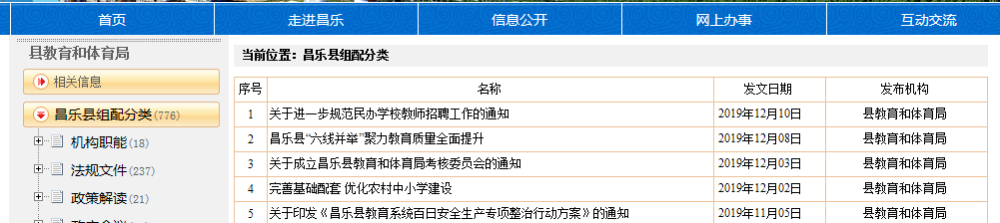 首页 走进昌乐 信息公开 网上办事 互动交流
县教育和体育局
相关信息
昌乐县组配分类(776)
机构职能(18)
法规文件(237)
政策解读(21)
当前位置：昌乐县组配分类
序号 名称 发文日期 发布机构
1 关于进一步规范民办学校教师招聘工作的通知 2019年12月10日 县教育和体育局
2 昌乐县“六线并举”聚力教育质量全面提升 2019年12月08日 县教育和体育局
3 关于成立昌乐县教育和体育局考核委员会的通知 2019年12月03日 县教育和体育局
4 完善基础配套 优化农村中小学建设 2019年12月02日 县教育和体育局
5 关于印发《昌乐县教育系统百日安全生产专项整治行动方案》的通知 2019年11月05日 县教育和体育局